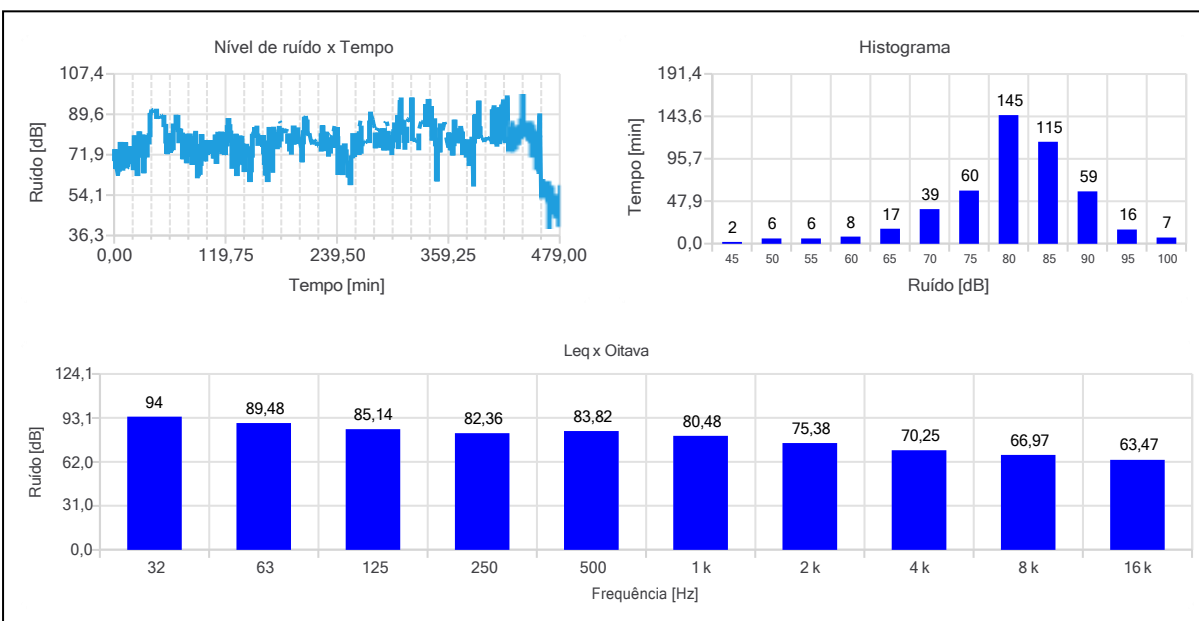 Nível de ruído x Tempo
Ruído [dB]
107,4
89,6
71,9
54,1
36,3
0,00 119,75 239,50 359,25 479,00
Tempo [min]
Histograma
Tempo [min]
191,4
143,6
95,7
47,9
0,0
2 6 6 8 17 39 60 145 115 59 16 7
45 50 55 60 65 70 75 80 85 90 95 100
Ruído [dB]
Leq x Oitava
Ruído [dB]
124,1
93,1
62,0
31,0
0,0
94 89,48 85,14 82,36 83,82 80,48 75,38 70,25 66,97 63,47
32 63 125 250 500 1 k 2 k 4 k 8 k 16 k
Frequência [Hz]